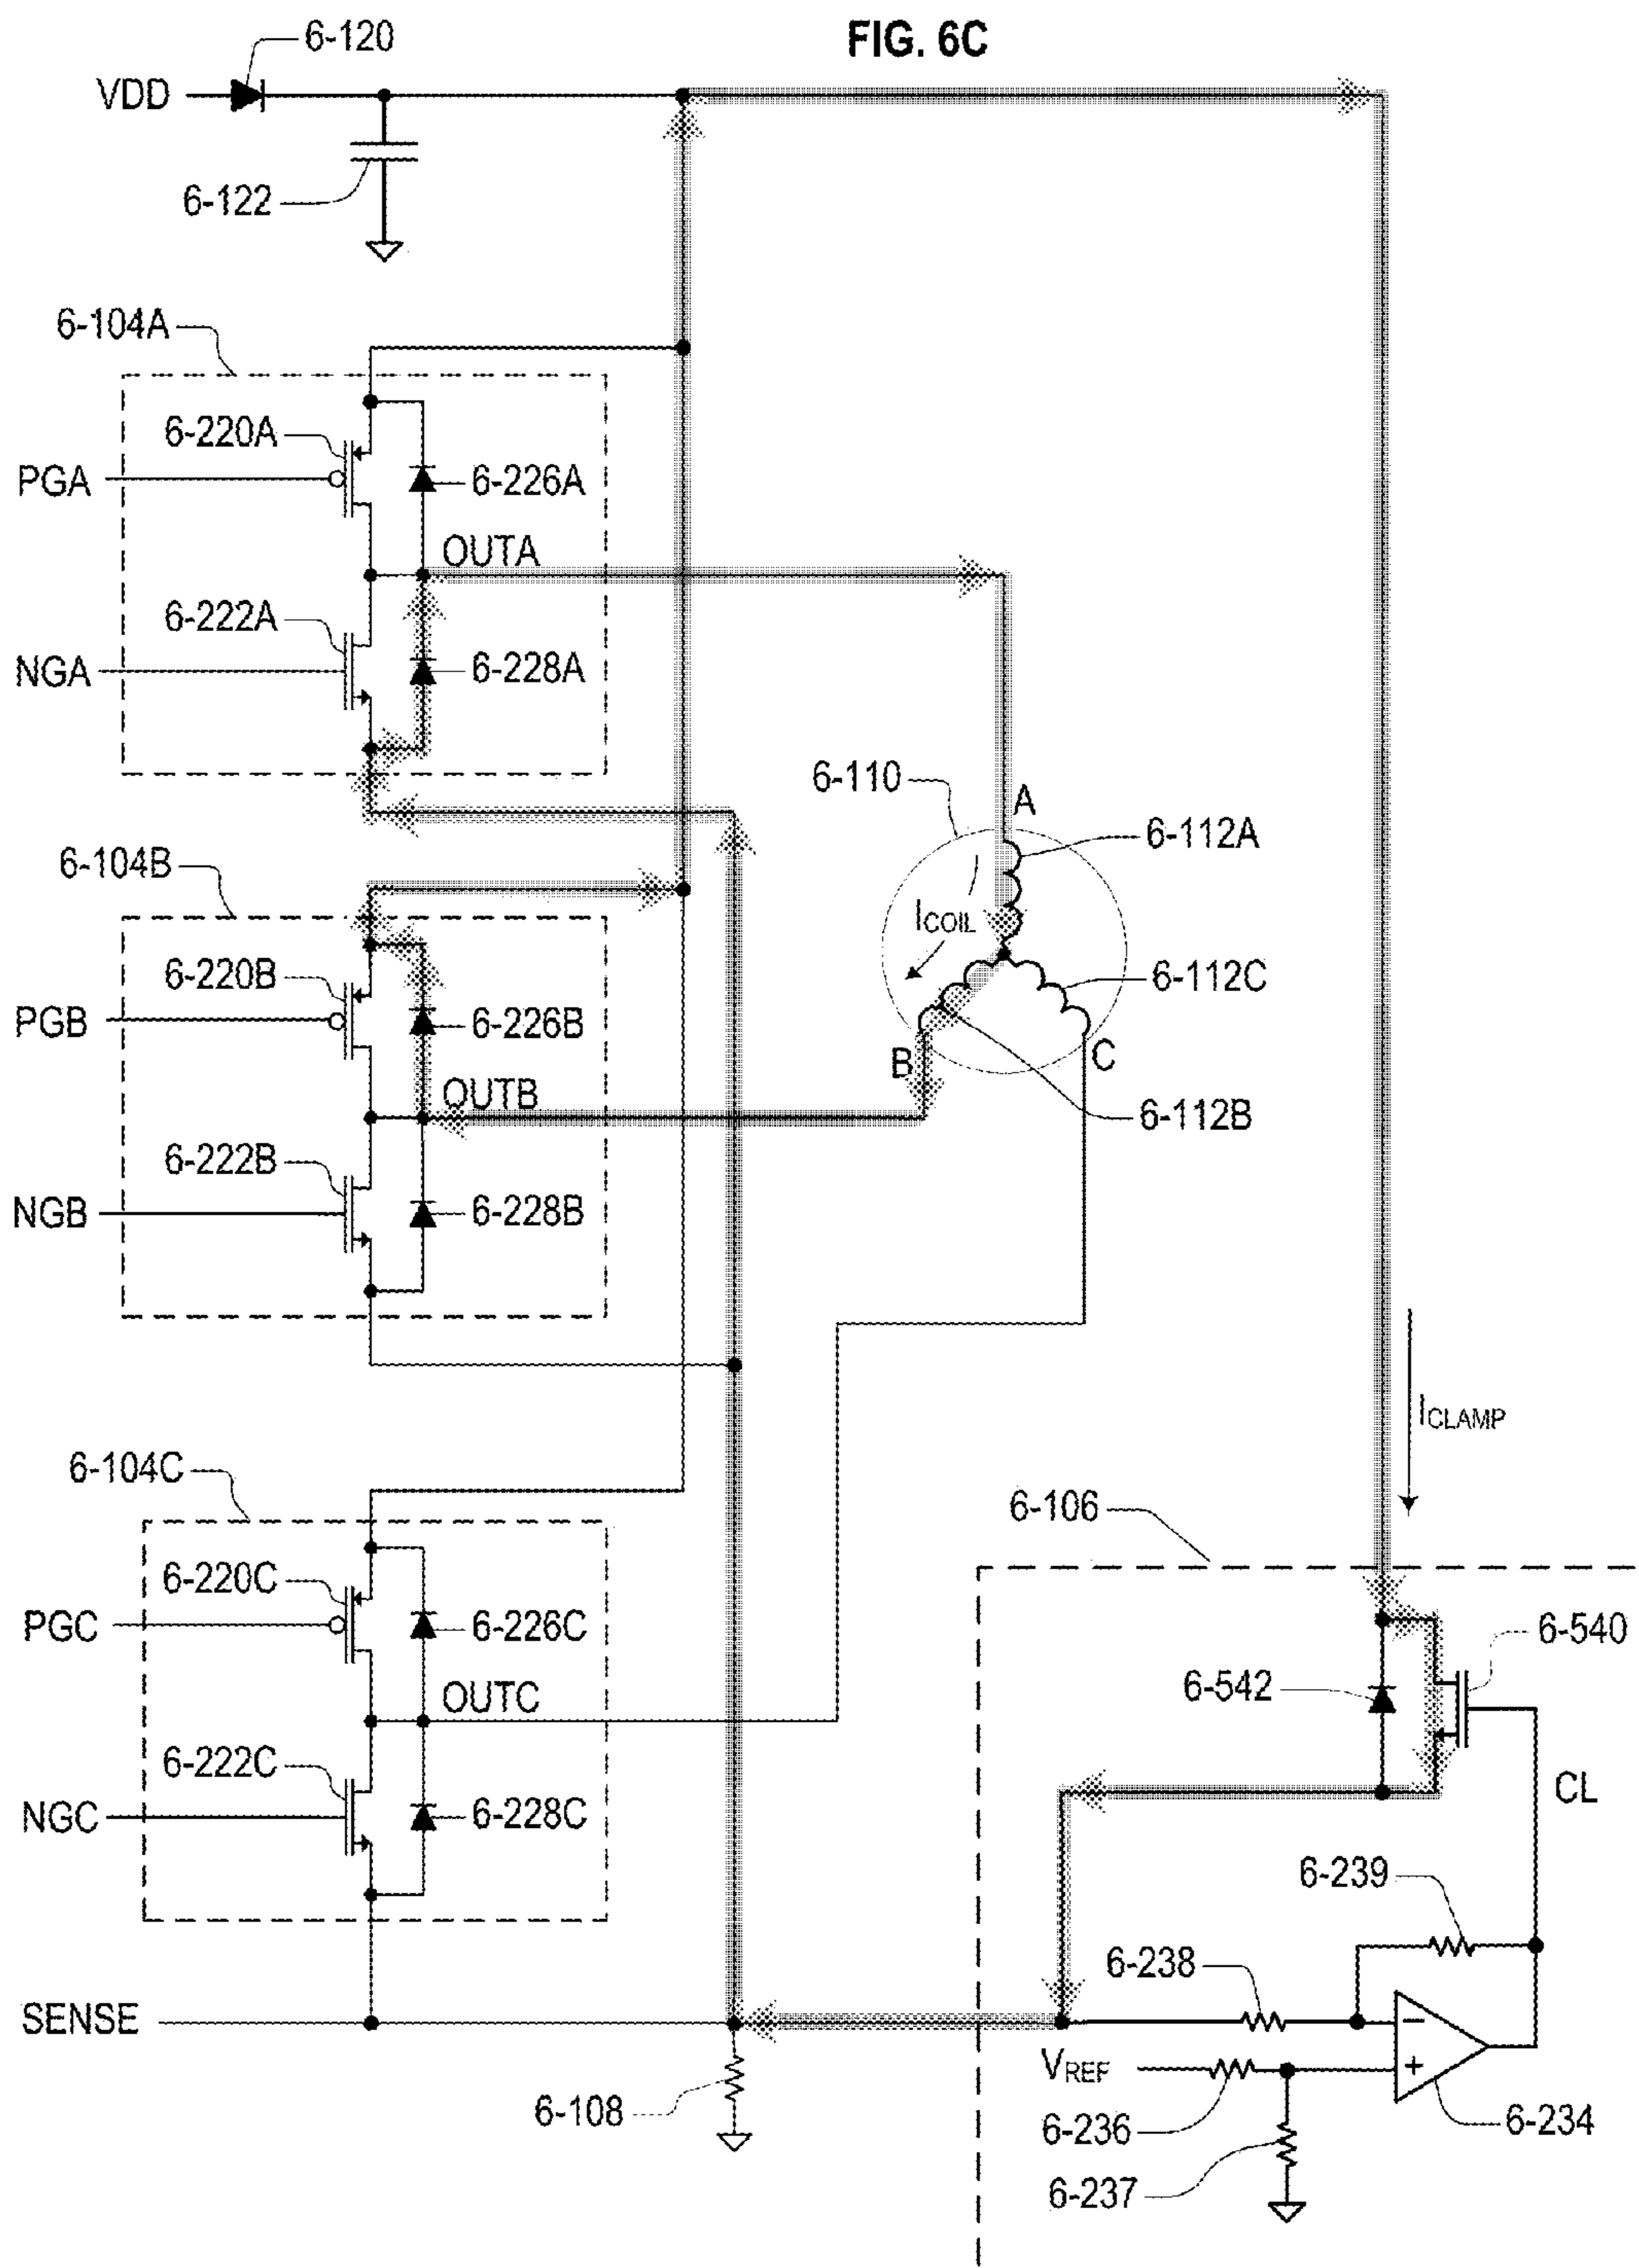 FIG. 6C
6-120
VDD
6-122
6-104A
6-220A
PGA
6-226A
OUTA
6-222A
NGA
6-228A
6-110
A
6-112A
6-104B
ICOIL
6-220B
6-112C
PGB
6-226B
B
C
OUTB
6-112B
6-222B
NGB
6-228B
ICLAMP
6-104C
6-106
6-220C
PGC
6-226C
6-540
6-542
OUTC
6-222C
CL
NGC
6-228C
6-239
6-238
SENSE
−
VREF
+
6-108
6-236
6-234
6-237